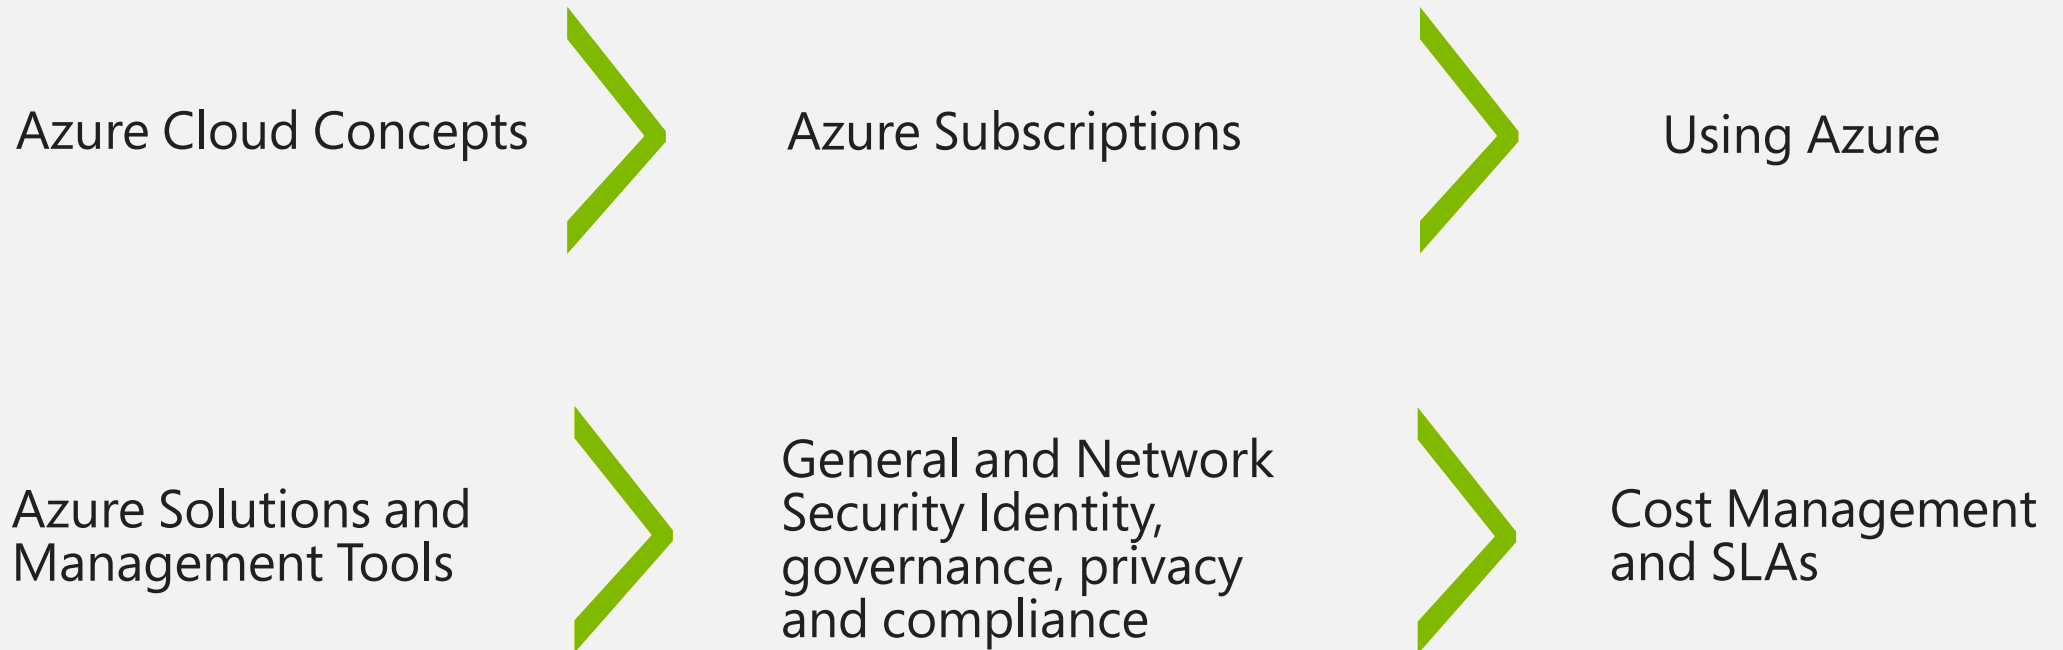 Azure Cloud Concepts
Azure Subscriptions
Using Azure
Azure Solutions and
Management Tools
General and Network
Security Identity,
governance, privacy
and compliance
Cost Management
and SLAs